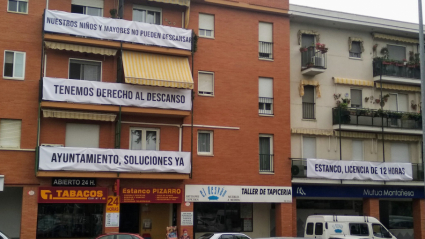 NUESTROS NIÑOS Y MAYORES NO PUEDEN DESCANSAR
TENEMOS DERECHO AL DESCANSO
AYUNTAMIENTO, SOLUCIONES YA
ESTANCO, LICENCIA DE 12 HORAS
ABIERTO 24 H.
TABACOS
24
Estanco PIZARRO
TALLER DE TAPICERIA
Mutua Montañesa